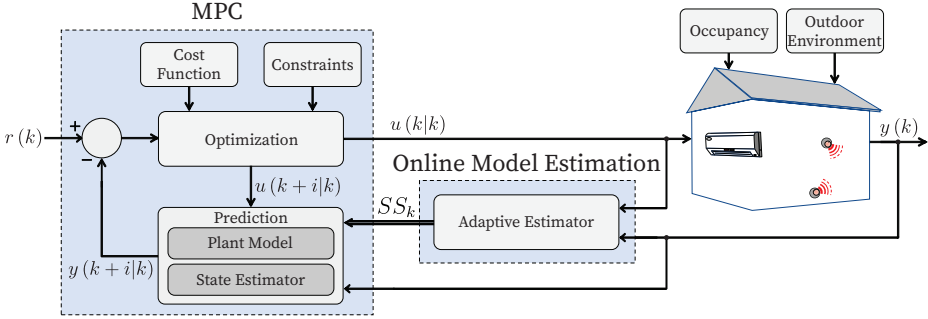 MPC
Cost
Function
Constraints
Occupancy
Outdoor
Environment
r (k)
+
−
Optimization
u (k|k)
y (k)
Online Model Estimation
u (k + i|k)
SS_k
Prediction
Plant Model
State Estimator
Adaptive Estimator
y (k + i|k)